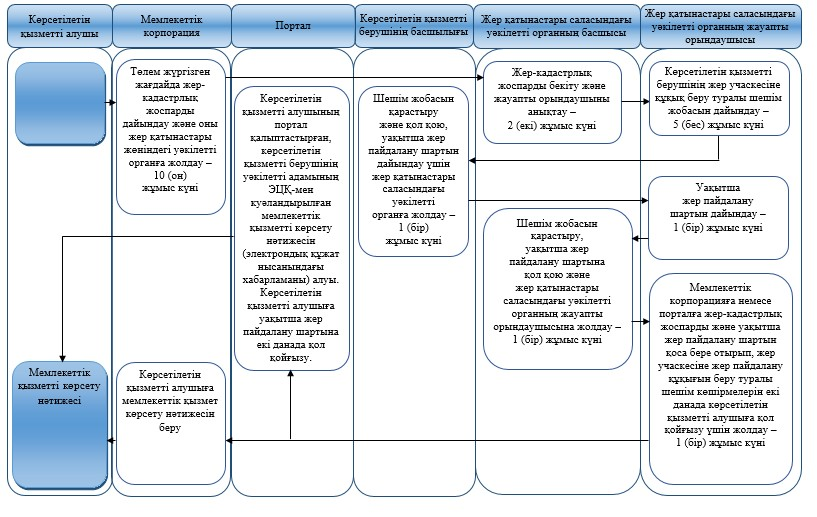 Көрсетілетін
қызметті алушы
Мемлекеттік
корпорация
Портал
Көрсетілетін қызметті
берушінің басшылығы
Жер қатынастары саласындағы
уәкілетті органның басшысы
Жер қатынастары саласындағы
уәкілетті органның жауапты
орындаушысы
Төлем жүргізген
жағдайда жер-
кадастрлық
жоспарды
дайындау және оны
жер қатынастары
жөніндегі уәкілетті
органға жолдау –
10 (он)
жұмыс күні
Көрсетілетін
қызметті алушының
портал
қалыптастырған,
көрсетілетін
қызметті берушінің
уәкілетті адамының
ЭЦҚ-мен
куәландырылған
мемлекеттік
қызметті көрсету
нәтижесін
(электрондық құжат
нысанындағы
хабарламаны) алуы.
Көрсетілетін
қызметті алушыға
уақытша жер
пайдалану шартына
екі данада қол
қойғызу.
Шешім жобасын
қарастыру
және қол қою,
уақытша жер
пайдалану шартын
дайындау үшін
жер қатынастары
саласындағы
уәкілетті
органға жолдау –
1 (бір)
жұмыс күні
Жер-кадастрлық
жоспарды бекіту және
жауапты орындаушыны
анықтау –
2 (екі) жұмыс күні
Көрсетілетін қызметті
берушінің жер учаскесіне
құқық беру туралы шешім
жобасын дайындау –
5 (бес) жұмыс күні
Уақытша
жер пайдалану
шартын дайындау –
1 (бір) жұмыс күні
Шешім жобасын
қарастыру,
уақытша жер
пайдалану шартына
қол қою және
жер қатынастары
саласындағы уәкілетті
органның жауапты
орындаушысына жолдау –
1 (бір) жұмыс күні
Мемлекеттік
корпорацияға немесе
порталға жер-кадастрлық
жоспарды және уақытша
жер пайдалану шартын
қоса бере отырып, жер
учаскесіне жер пайдалану
құқығын беру туралы
шешім көшірмелерін екі
данада көрсетілетін
қызметті алушыға қол
қойғызу үшін жолдау –
1 (бір) жұмыс күні
Мемлекеттік
қызметті көрсету
нәтижесі
Көрсетілетін
қызметті алушыға
мемлекеттік қызмет
көрсету нәтижесін
беру